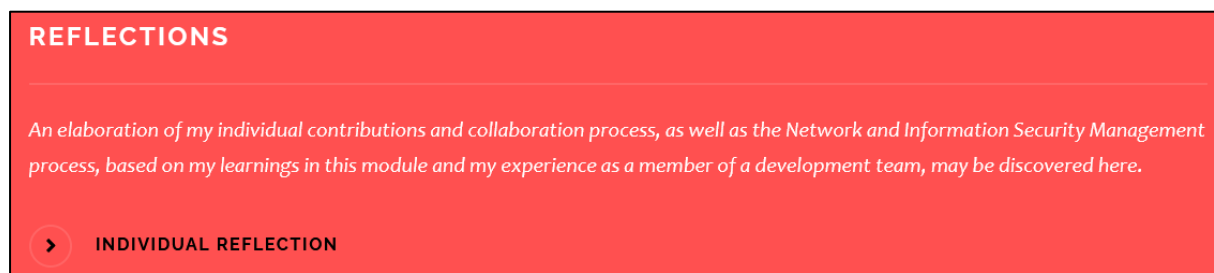 REFLECTIONS
An elaboration of my individual contributions and collaboration process, as well as the Network and Information Security Management
process, based on my learnings in this module and my experience as a member of a development team, may be discovered here.
INDIVIDUAL REFLECTION